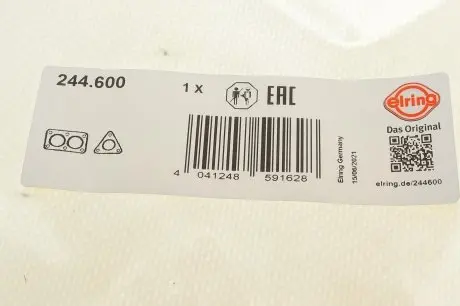 244.600
1 x
EAC
elring
Das Original
4 041248 591628
Elring Germany
15/06/2021
elring.de/244600